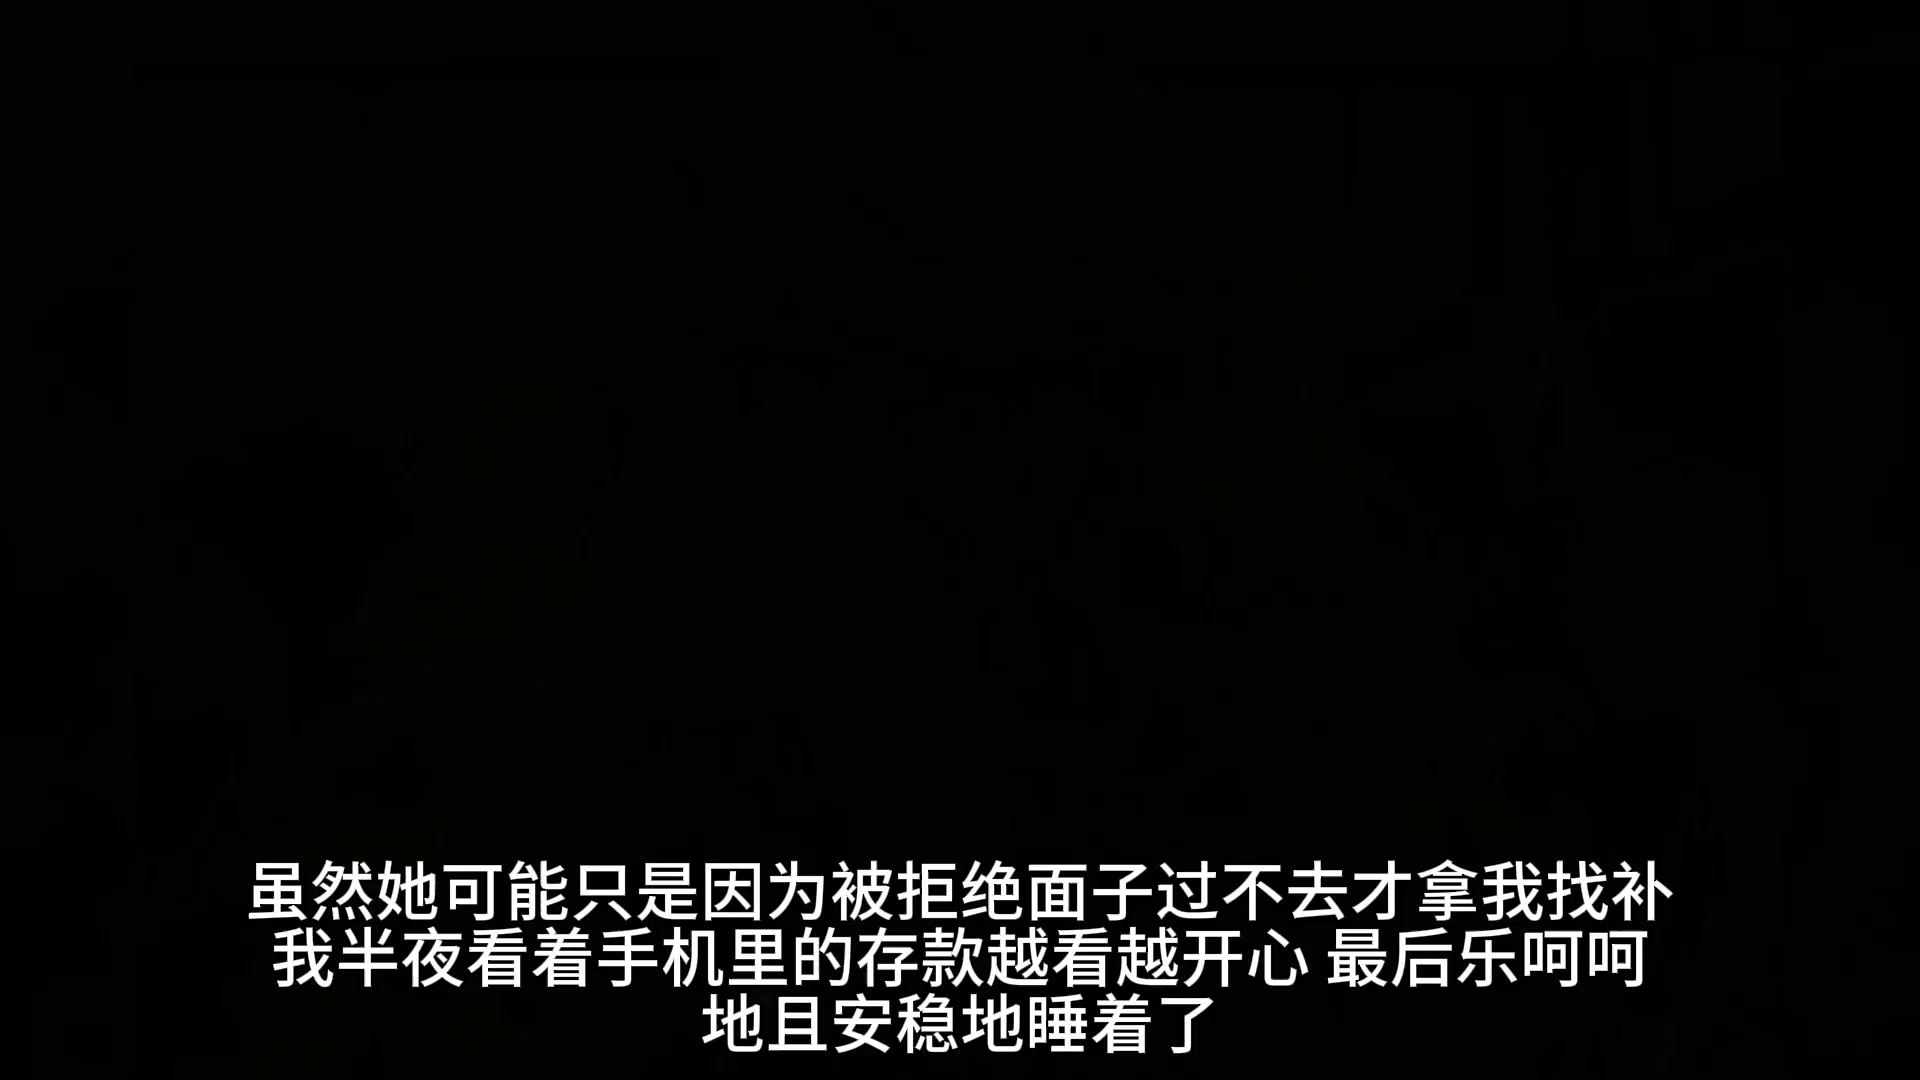 虽然她可能只是因为被拒绝面子过不去才拿我找补
我半夜看着手机里的存款越看越开心 最后乐呵呵
地且安稳地睡着了